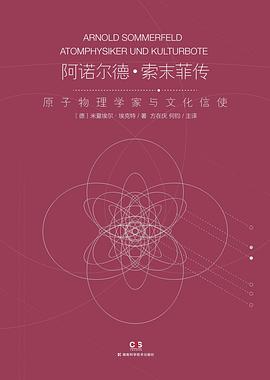 ARNOLD SOMMERFELD
ATOMPHYSIKER UND KULTURBOTE
阿诺尔德·索末菲传
原子物理学家与文化信使
［德］米夏埃尔·埃克特／著 方在庆 何钧／主译
湖南科学技术出版社